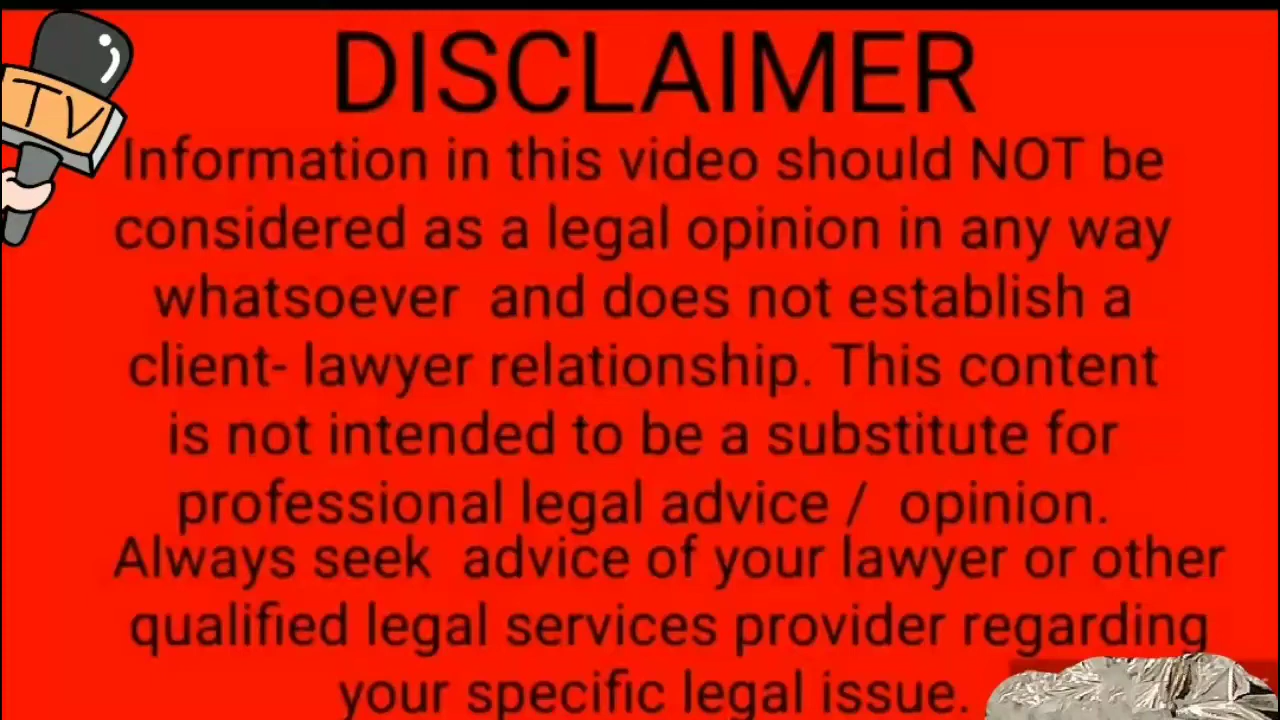 DISCLAIMER
TV
Information in this video should NOT be
considered as a legal opinion in any way
whatsoever and does not establish a
client- lawyer relationship. This content
is not intended to be a substitute for
professional legal advice / opinion.
Always seek advice of your lawyer or other
qualified legal services provider regarding
your specific legal issue.